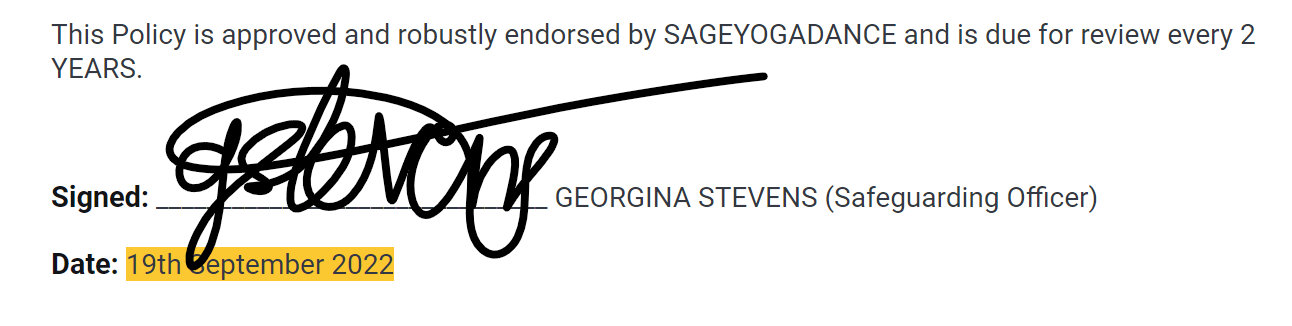 This Policy is approved and robustly endorsed by SAGEYOGADANCE and is due for review every 2
YEARS.
Signed: ____________________________ GEORGINA STEVENS (Safeguarding Officer)
Date: 19th September 2022